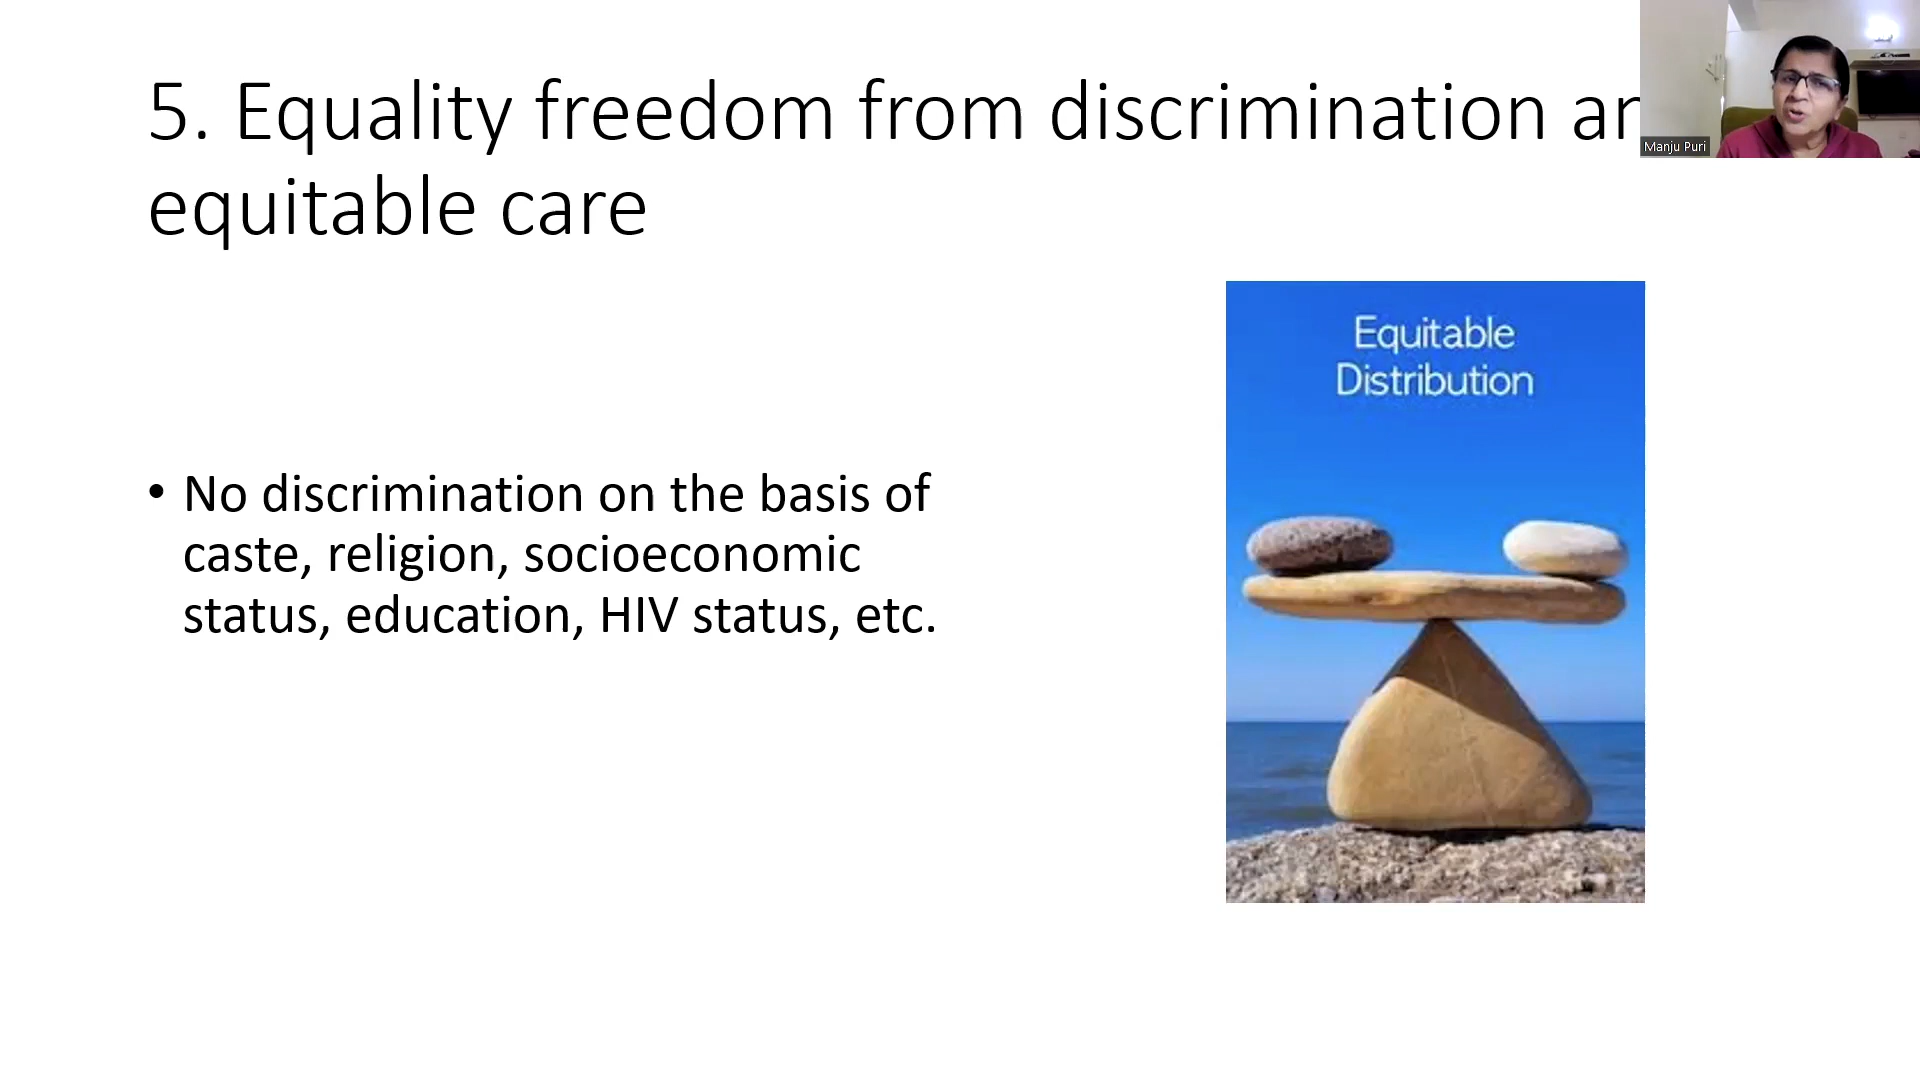 5. Equality freedom from discrimination
equitable care
Manju Puri
Equitable
Distribution
• No discrimination on the basis of
caste, religion, socioeconomic
status, education, HIV status, etc.